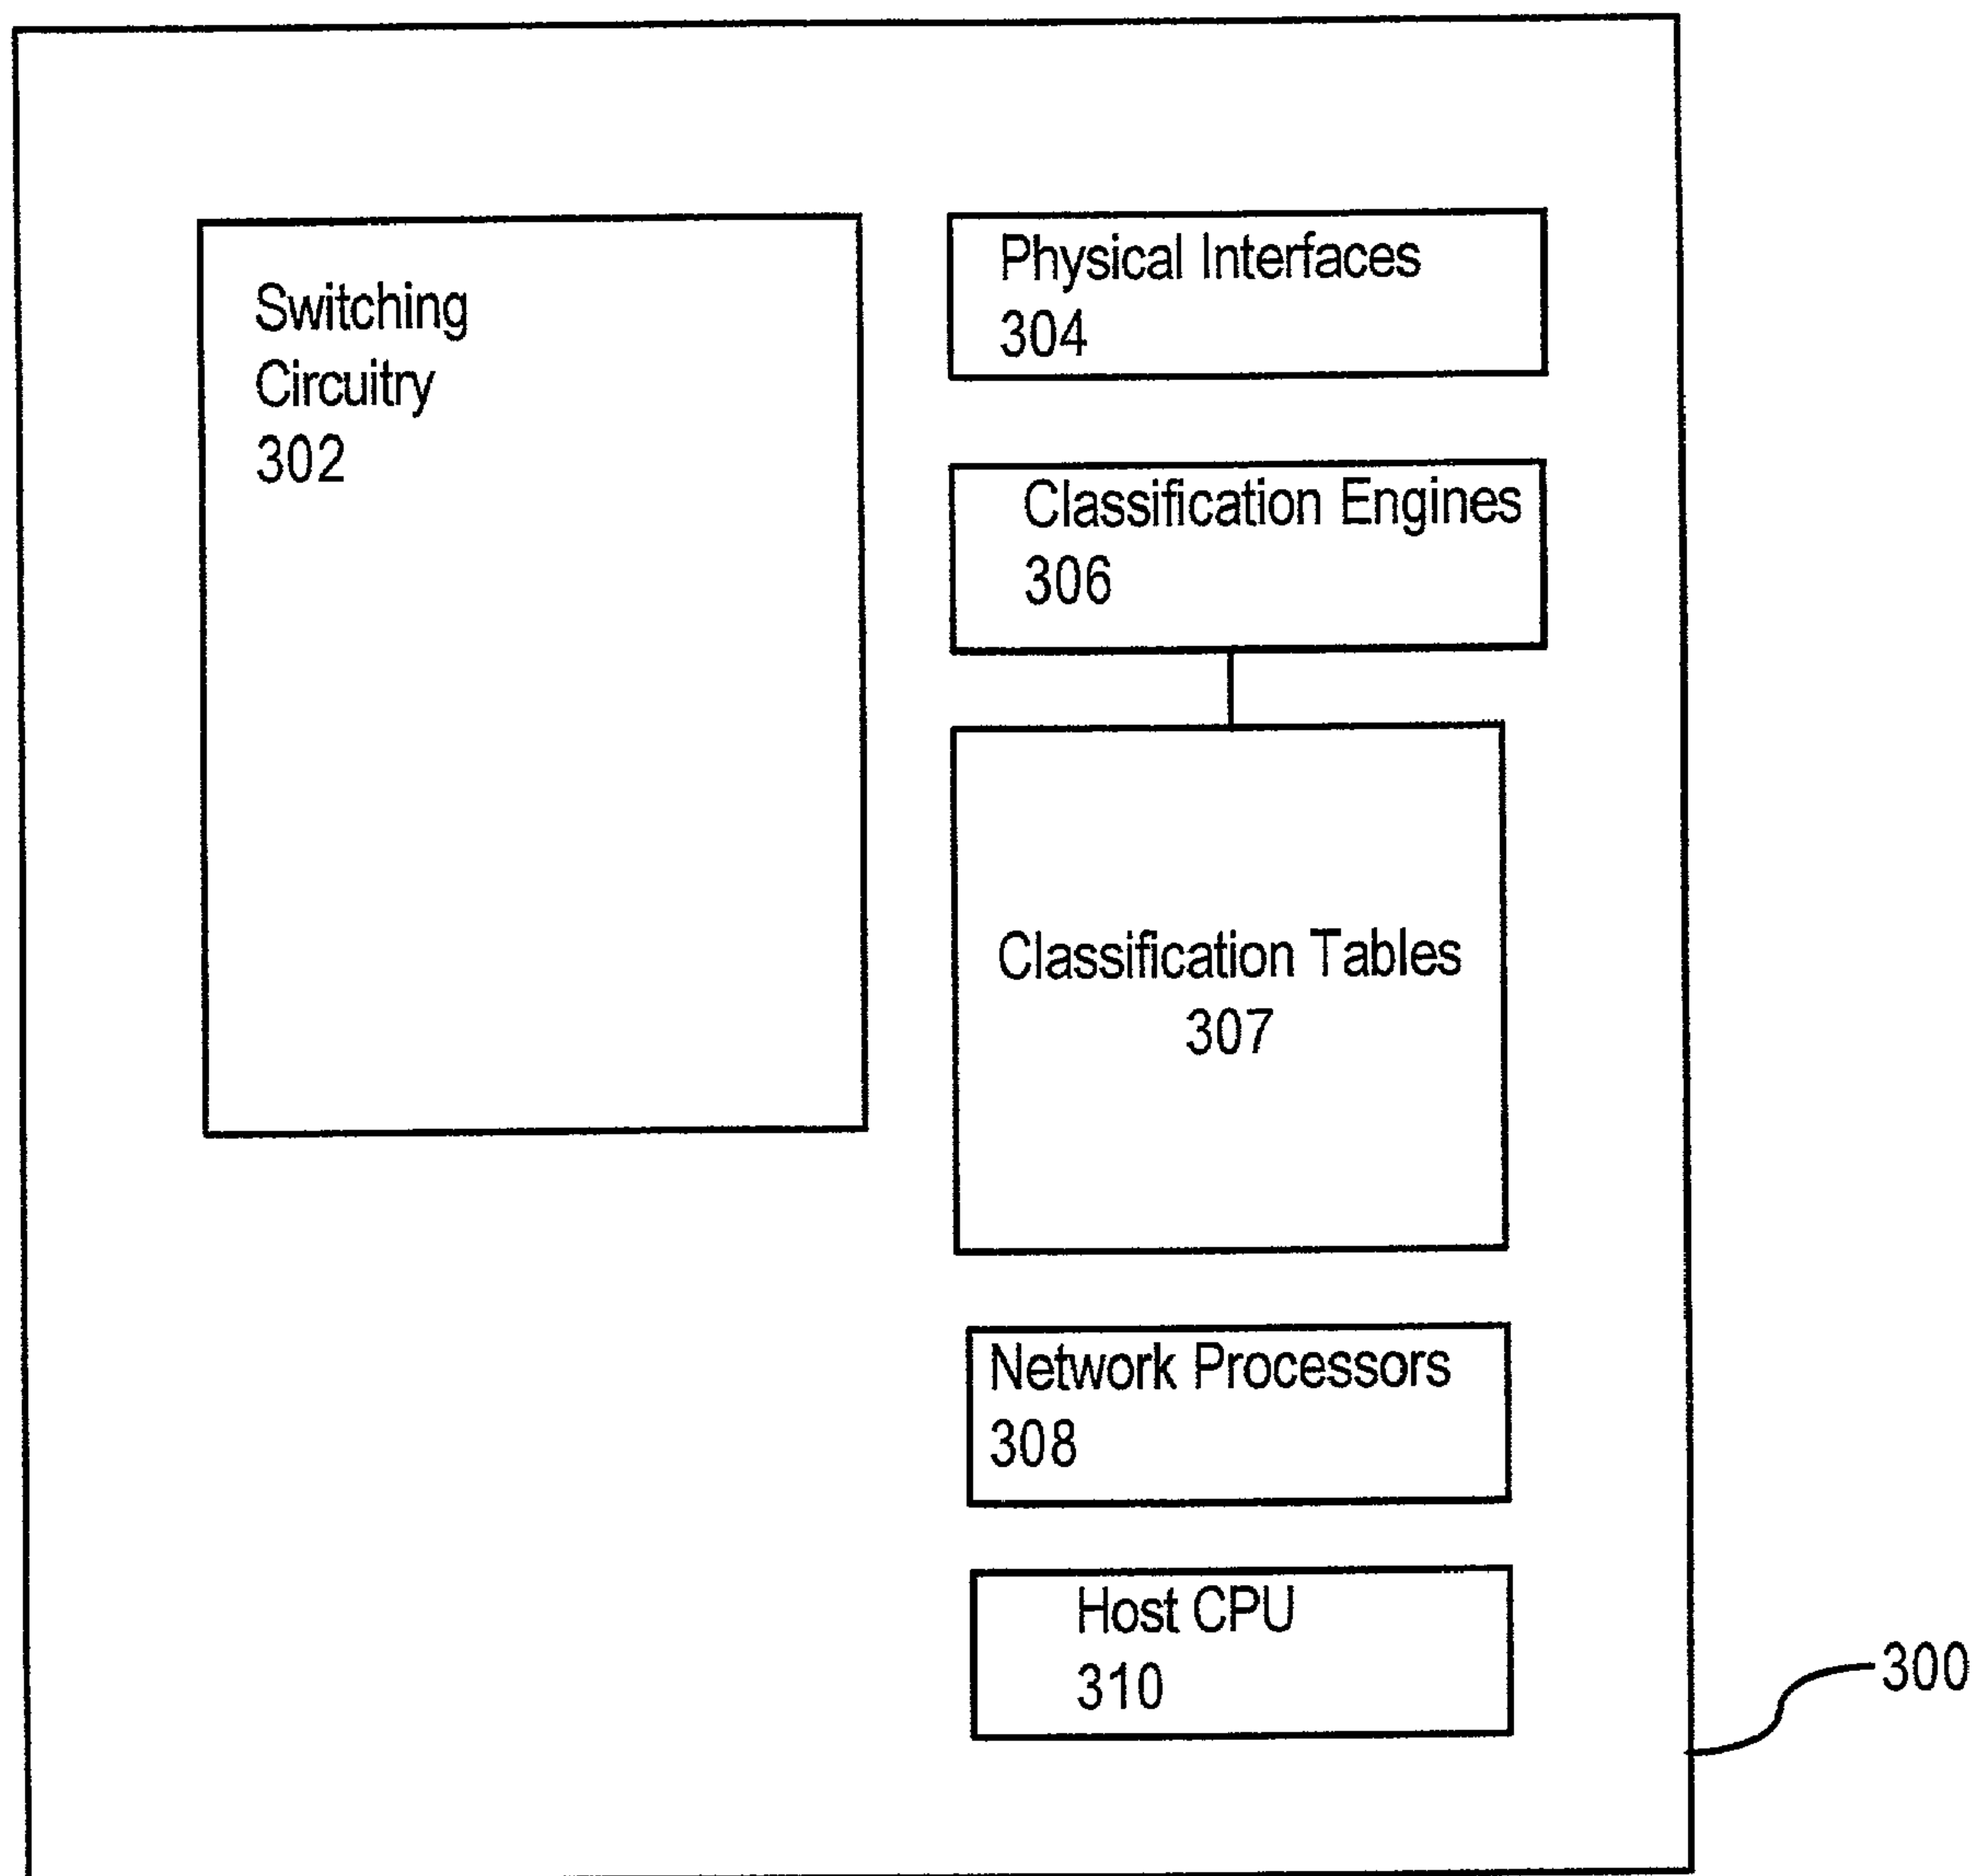 Switching
Circuitry
302
Physical Interfaces
304
Classification Engines
306
Classification Tables
307
Network Processors
308
Host CPU
310
300